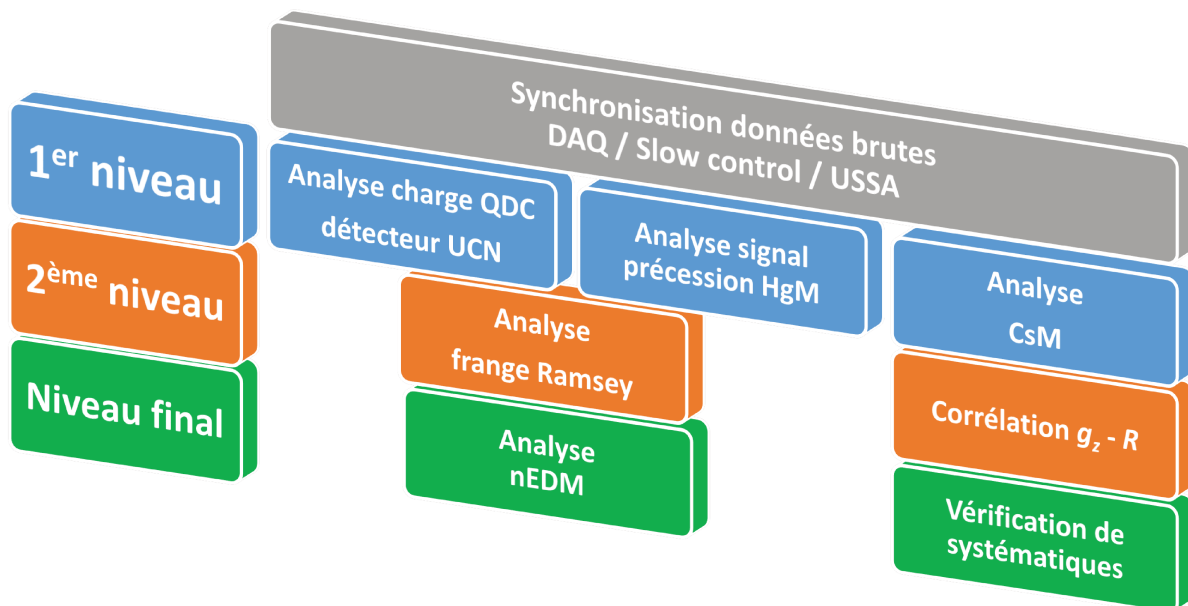 Synchronisation données brutes
DAQ / Slow control / USSA
1er niveau
Analyse charge QDC
détecteur UCN
Analyse signal
précession HgM
Analyse
CsM
2ème niveau
Analyse
frange Ramsey
Corrélation gz - R
Niveau final
Analyse
nEDM
Vérification de
systématiques